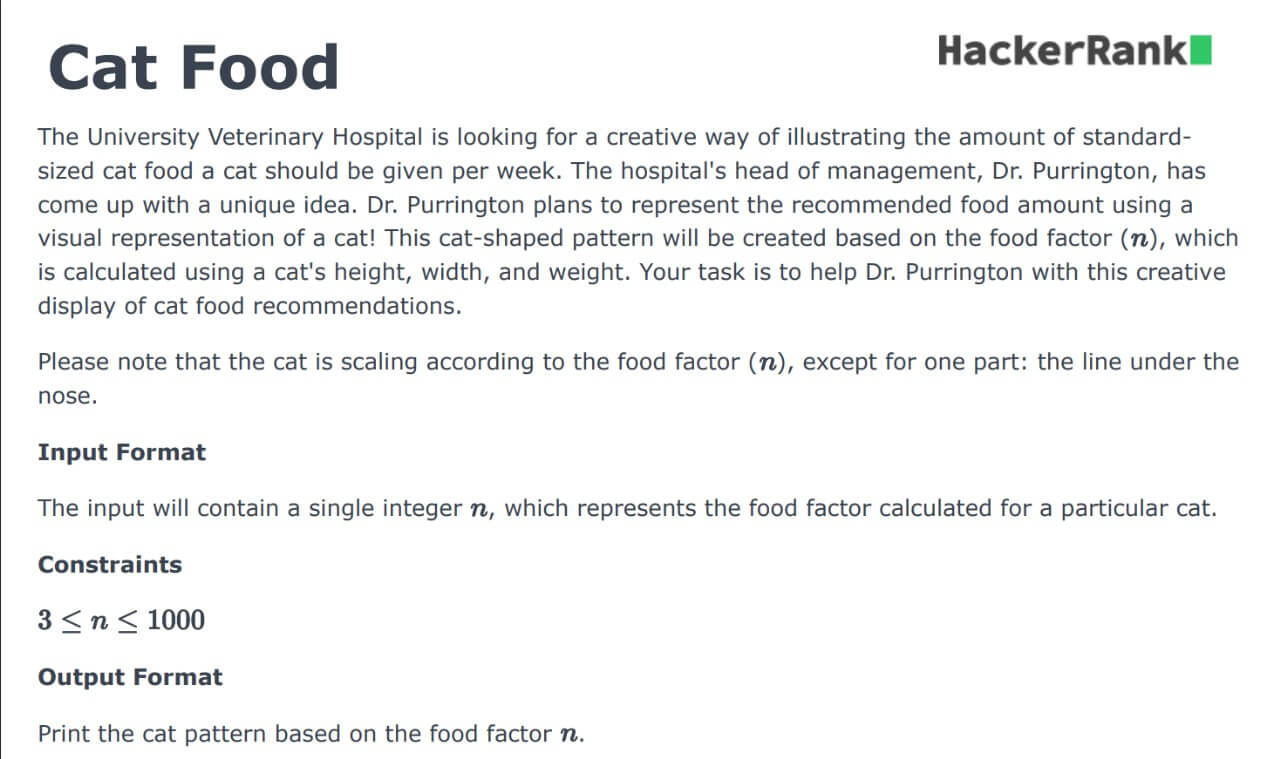 Cat Food
HackerRank
The University Veterinary Hospital is looking for a creative way of illustrating the amount of standard-
sized cat food a cat should be given per week. The hospital's head of management, Dr. Purrington, has
come up with a unique idea. Dr. Purrington plans to represent the recommended food amount using a
visual representation of a cat! This cat-shaped pattern will be created based on the food factor (n), which
is calculated using a cat's height, width, and weight. Your task is to help Dr. Purrington with this creative
display of cat food recommendations.
Please note that the cat is scaling according to the food factor (n), except for one part: the line under the
nose.
Input Format
The input will contain a single integer n, which represents the food factor calculated for a particular cat.
Constraints
3 ≤ n ≤ 1000
Output Format
Print the cat pattern based on the food factor n.